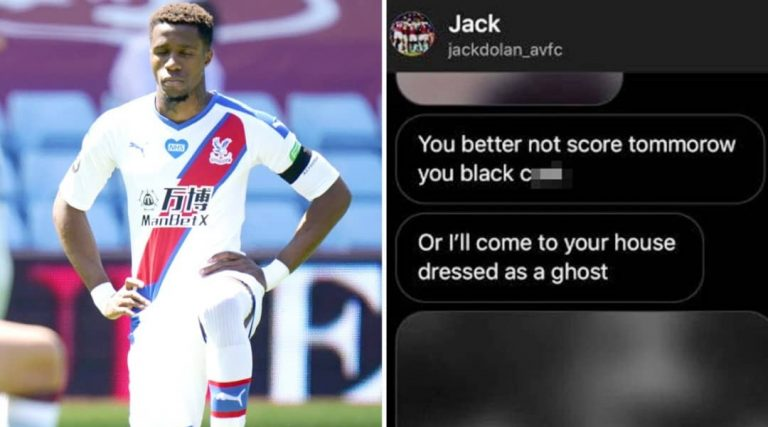 NHS
万博
ManBetX
E
Jack
jackdolan_avfc
You better not score tommorow
you black c
Or I'll come to your house
dressed as a ghost